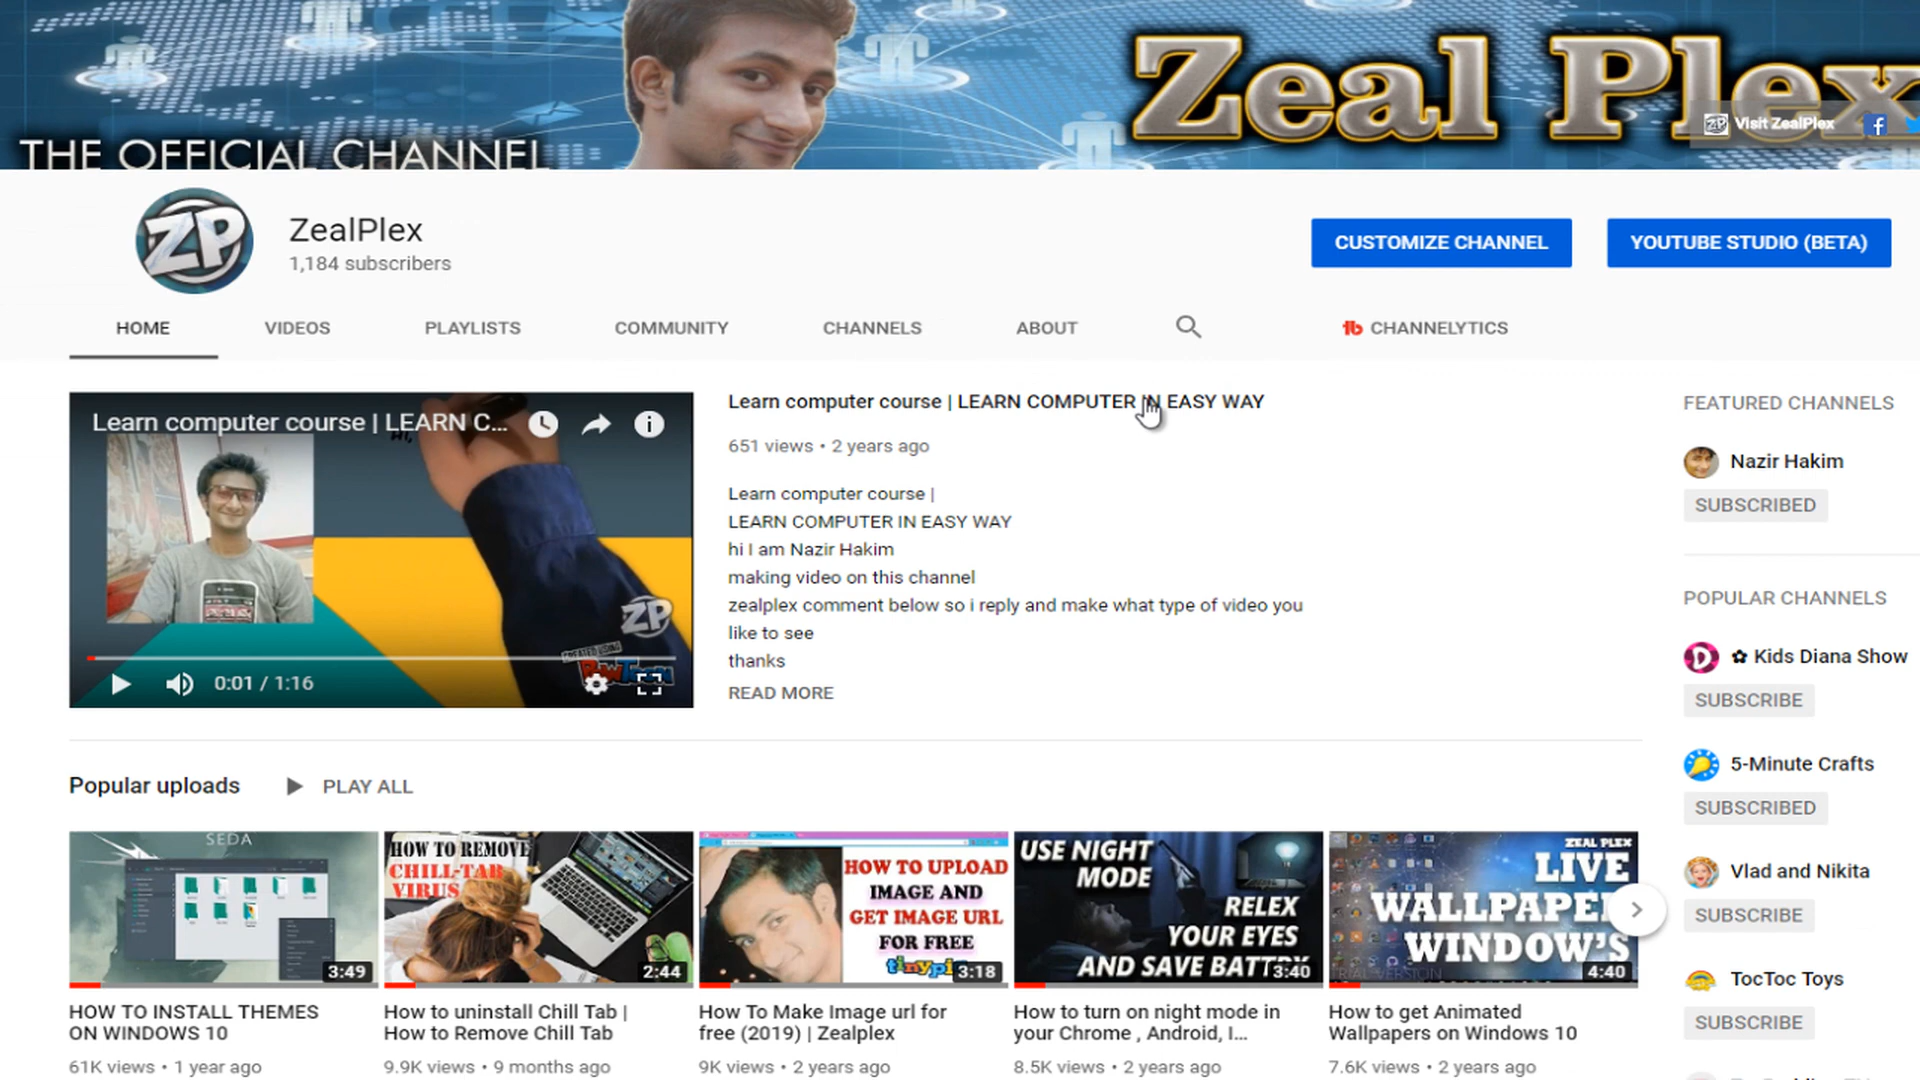 Zeal Plex
THE OFFICIAL CHANNEL
ZP Visit ZealPlex
ZP
ZealPlex
1,184 subscribers
CUSTOMIZE CHANNEL
YOUTUBE STUDIO (BETA)
HOME
VIDEOS
PLAYLISTS
COMMUNITY
CHANNELS
ABOUT
CHANNELYTICS
Learn computer course | LEARN C...
ZP
CREATED USING
PowToon
0:01 / 1:16
Learn computer course | LEARN COMPUTER IN EASY WAY
651 views • 2 years ago
Learn computer course |
LEARN COMPUTER IN EASY WAY
hi I am Nazir Hakim
making video on this channel
zealplex comment below so i reply and make what type of video you
like to see
thanks
READ MORE
FEATURED CHANNELS
Nazir Hakim
SUBSCRIBED
POPULAR CHANNELS
✿ Kids Diana Show
SUBSCRIBE
5-Minute Crafts
SUBSCRIBED
Vlad and Nikita
SUBSCRIBE
TocToc Toys
SUBSCRIBE
Popular uploads
PLAY ALL
SEDA
3:49
HOW TO INSTALL THEMES
ON WINDOWS 10
61K views • 1 year ago
HOW TO REMOVE
CHILL-TAB
VIRUS
2:44
How to uninstall Chill Tab |
How to Remove Chill Tab
9.9K views • 9 months ago
HOW TO UPLOAD
IMAGE AND
GET IMAGE URL
FOR FREE
tinypi
3:18
How To Make Image url for
free (2019) | Zealplex
9K views • 2 years ago
USE NIGHT
MODE
RELEX
YOUR EYES
AND SAVE BATTRY
3:40
How to turn on night mode in
your Chrome , Android, I...
8.5K views • 2 years ago
ZEAL PLEX
LIVE
WALLPAPE
WINDOW'S
TRIAL VERSION
4:40
How to get Animated
Wallpapers on Windows 10
7.6K views • 2 years ago